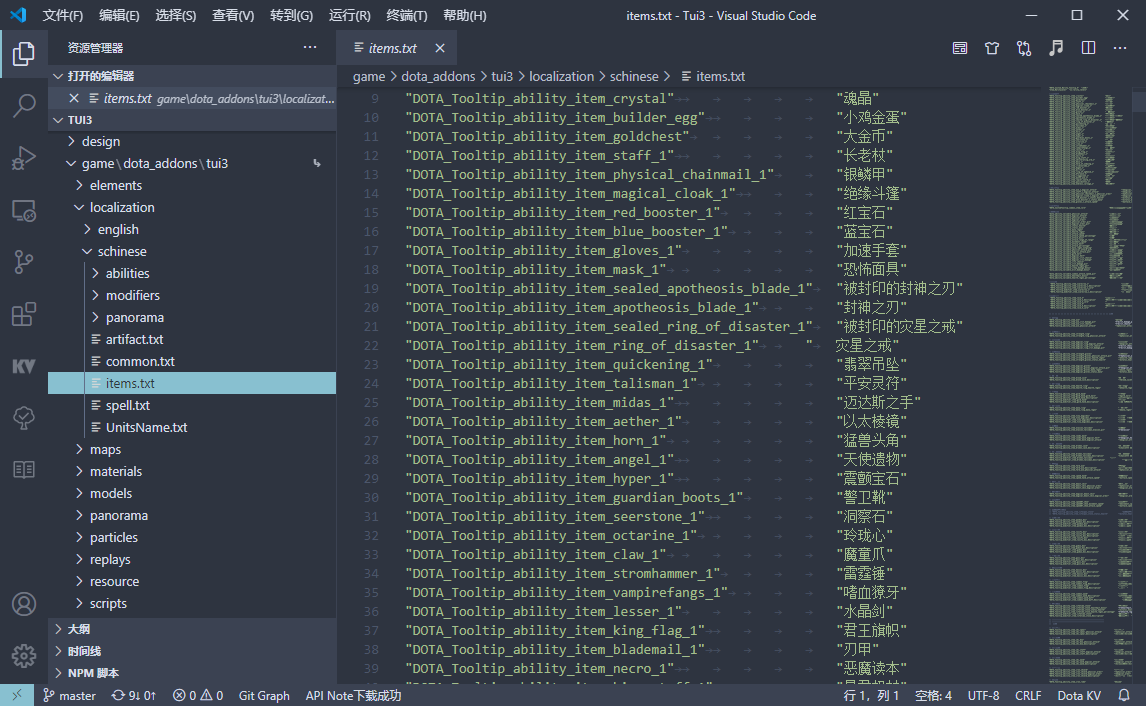 文件(F) 编辑(E) 选择(S) 查看(V) 转到(G) 运行(R) 终端(T) 帮助(H) items.txt - Tui3 - Visual Studio Code
资源管理器
items.txt
打开的编辑器
items.txt game\dota_addons\tui3\localizat...
TUI3
design
game\dota_addons\tui3
elements
localization
english
schinese
abilities
modifiers
panorama
artifact.txt
common.txt
items.txt
spell.txt
UnitsName.txt
maps
materials
models
panorama
particles
replays
resource
scripts
大纲
时间线
NPM 脚本
KV
game > dota_addons > tui3 > localization > schinese > items.txt
9 "DOTA_Tooltip_ability_item_crystal" "魂晶"
10 "DOTA_Tooltip_ability_item_builder_egg" "小鸡金蛋"
11 "DOTA_Tooltip_ability_item_goldchest" "大金币"
12 "DOTA_Tooltip_ability_item_staff_1" "长老杖"
13 "DOTA_Tooltip_ability_item_physical_chainmail_1" "银鳞甲"
14 "DOTA_Tooltip_ability_item_magical_cloak_1" "绝缘斗篷"
15 "DOTA_Tooltip_ability_item_red_booster_1" "红宝石"
16 "DOTA_Tooltip_ability_item_blue_booster_1" "蓝宝石"
17 "DOTA_Tooltip_ability_item_gloves_1" "加速手套"
18 "DOTA_Tooltip_ability_item_mask_1" "恐怖面具"
19 "DOTA_Tooltip_ability_item_sealed_apotheosis_blade_1" "被封印的封神之刃"
20 "DOTA_Tooltip_ability_item_apotheosis_blade_1" "封神之刃"
21 "DOTA_Tooltip_ability_item_sealed_ring_of_disaster_1" "被封印的灾星之戒"
22 "DOTA_Tooltip_ability_item_ring_of_disaster_1" " 灾星之戒"
23 "DOTA_Tooltip_ability_item_quickening_1" "翡翠吊坠"
24 "DOTA_Tooltip_ability_item_talisman_1" "平安灵符"
25 "DOTA_Tooltip_ability_item_midas_1" "迈达斯之手"
26 "DOTA_Tooltip_ability_item_aether_1" "以太棱镜"
27 "DOTA_Tooltip_ability_item_horn_1" "猛兽头角"
28 "DOTA_Tooltip_ability_item_angel_1" "天使遗物"
29 "DOTA_Tooltip_ability_item_hyper_1" "震颤宝石"
30 "DOTA_Tooltip_ability_item_guardian_boots_1" "警卫靴"
31 "DOTA_Tooltip_ability_item_seerstone_1" "洞察石"
32 "DOTA_Tooltip_ability_item_octarine_1" "玲珑心"
33 "DOTA_Tooltip_ability_item_claw_1" "魔童爪"
34 "DOTA_Tooltip_ability_item_stromhammer_1" "雷霆锤"
35 "DOTA_Tooltip_ability_item_vampirefangs_1" "嗜血獠牙"
36 "DOTA_Tooltip_ability_item_lesser_1" "水晶剑"
37 "DOTA_Tooltip_ability_item_king_flag_1" "君王旗帜"
38 "DOTA_Tooltip_ability_item_blademail_1" "刃甲"
39 "DOTA_Tooltip_ability_item_necro_1" "恶魔读本"
master 9↓ 0↑ 0 0 Git Graph API Note下载成功 行 1，列 1 空格: 4 UTF-8 CRLF Dota KV